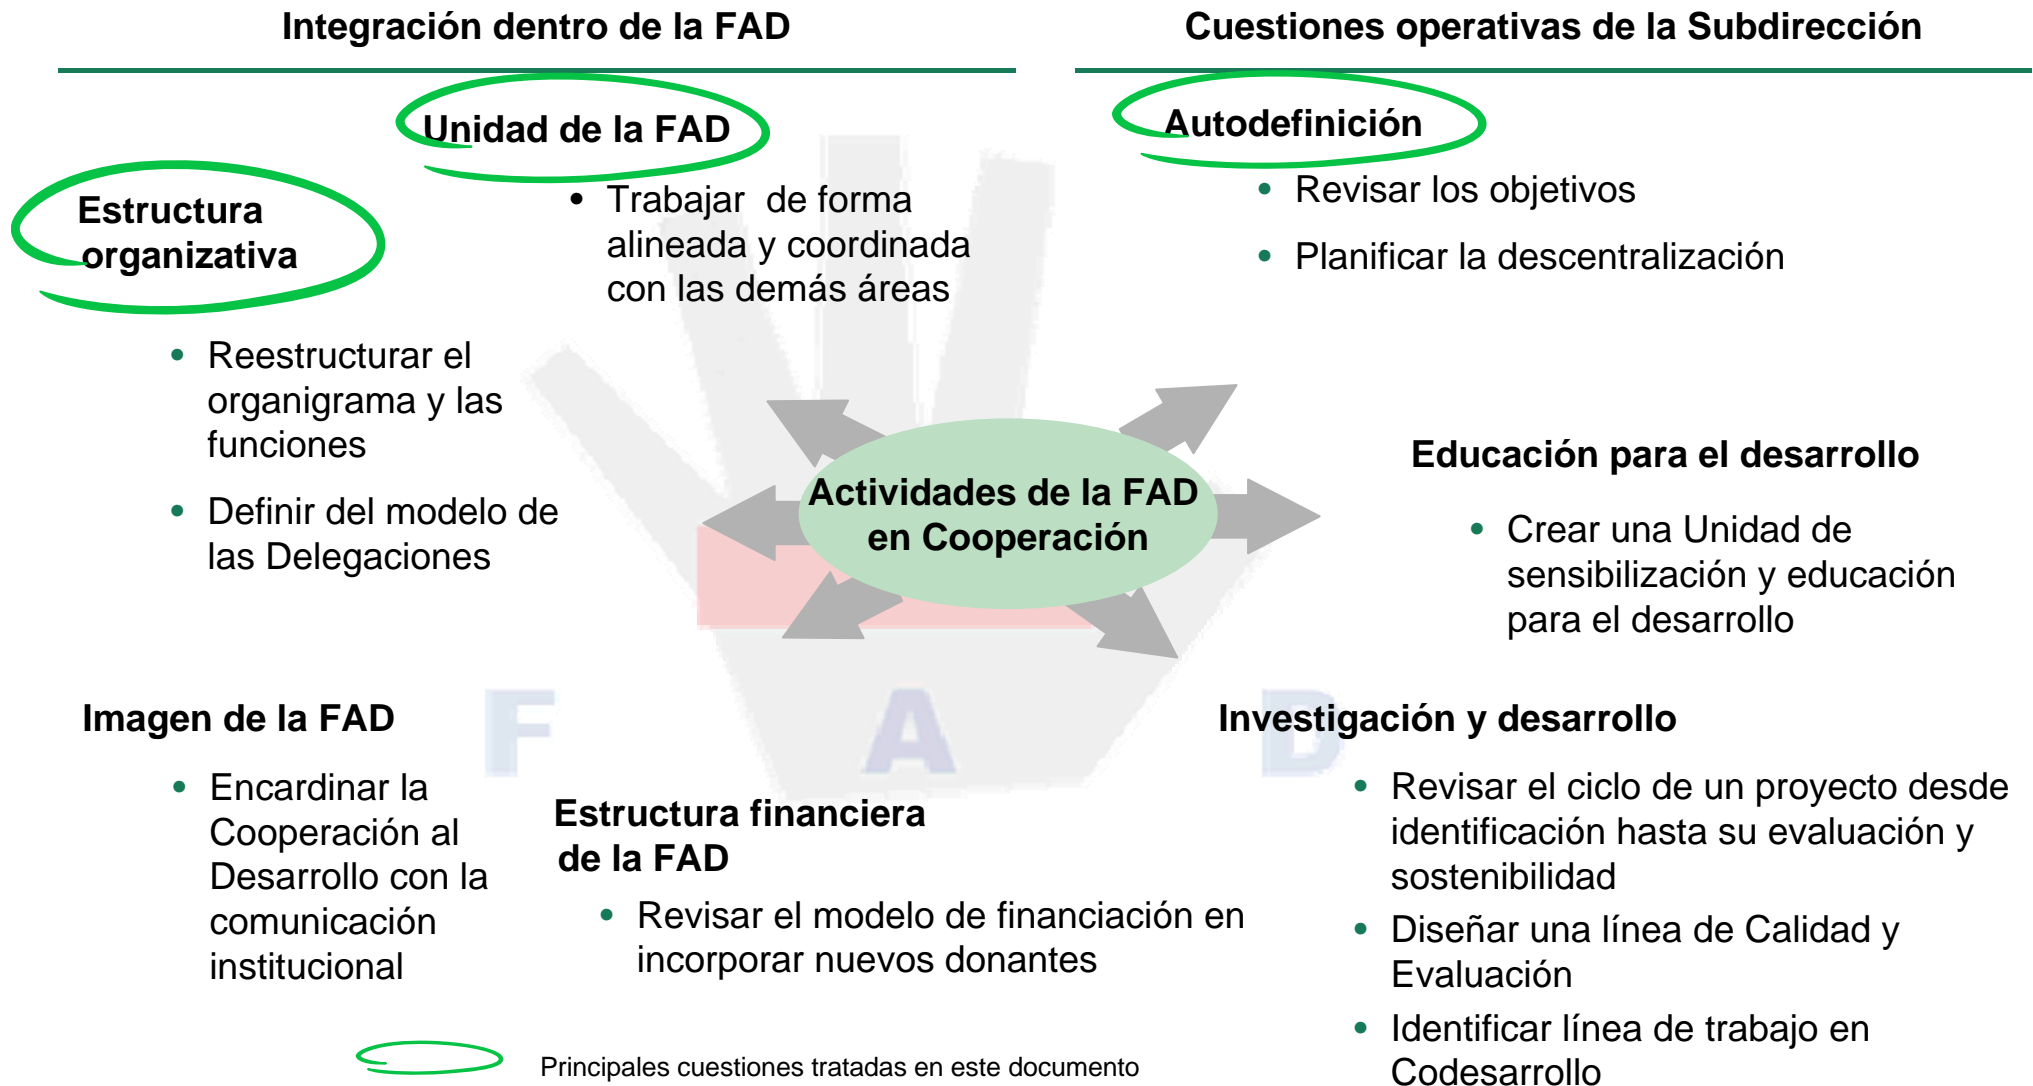 Integración dentro de la FAD
Cuestiones operativas de la Subdirección
Unidad de la FAD
• Trabajar de forma
alineada y coordinada
con las demás áreas
Estructura
organizativa
• Reestructurar el
organigrama y las
funciones
• Definir del modelo de
las Delegaciones
Autodefinición
• Revisar los objetivos
• Planificar la descentralización
Actividades de la FAD
en Cooperación
Educación para el desarrollo
• Crear una Unidad de
sensibilización y educación
para el desarrollo
F A D
Imagen de la FAD
• Encardinar la
Cooperación al
Desarrollo con la
comunicación
institucional
Estructura financiera
de la FAD
• Revisar el modelo de financiación en
incorporar nuevos donantes
Investigación y desarrollo
• Revisar el ciclo de un proyecto desde
identificación hasta su evaluación y
sostenibilidad
• Diseñar una línea de Calidad y
Evaluación
• Identificar línea de trabajo en
Codesarrollo
Principales cuestiones tratadas en este documento